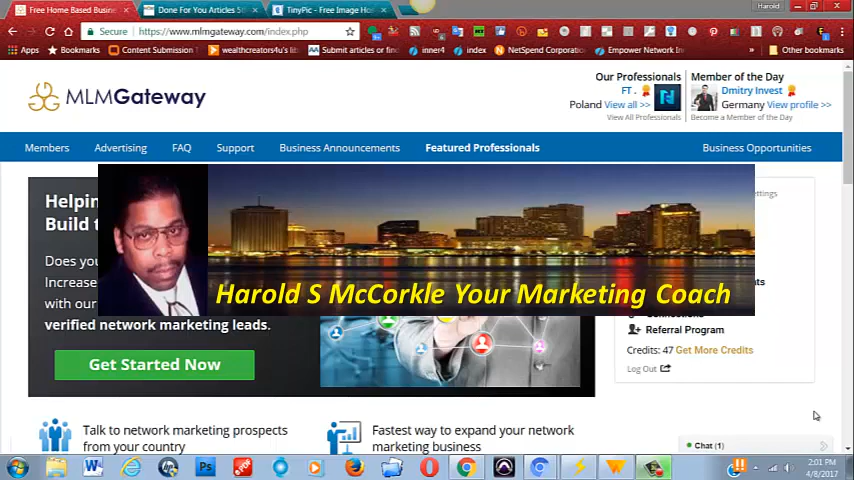 Harold
Free Home Based Busine
Done For You Articles 5
TinyPic - Free Image Ho
Secure
https://www.mlmgateway.com/index.php
Apps
Bookmarks
Content Submission
wealthcreators4u's lib
Submit articles or find
inner4
index
NetSpend Corporatio
Empower Network In
»
Other bookmarks
MLMGateway
Our Professionals
FT .
Poland View all >>
View All Professionals
Member of the Day
Dmitry Invest
Germany View profile >>
Become a Member of the Day
Members
Advertising
FAQ
Support
Business Announcements
Featured Professionals
Business Opportunities
Helpin
Build t
Does you
Increase
with our
verified network marketing leads.
Get Started Now
Harold S McCorkle Your Marketing Coach
ettings
Referral Program
Credits: 47 Get More Credits
Log Out
Talk to network marketing prospects
from your country
Fastest way to expand your network
marketing business
Chat (1)
2:01 PM
4/8/2017